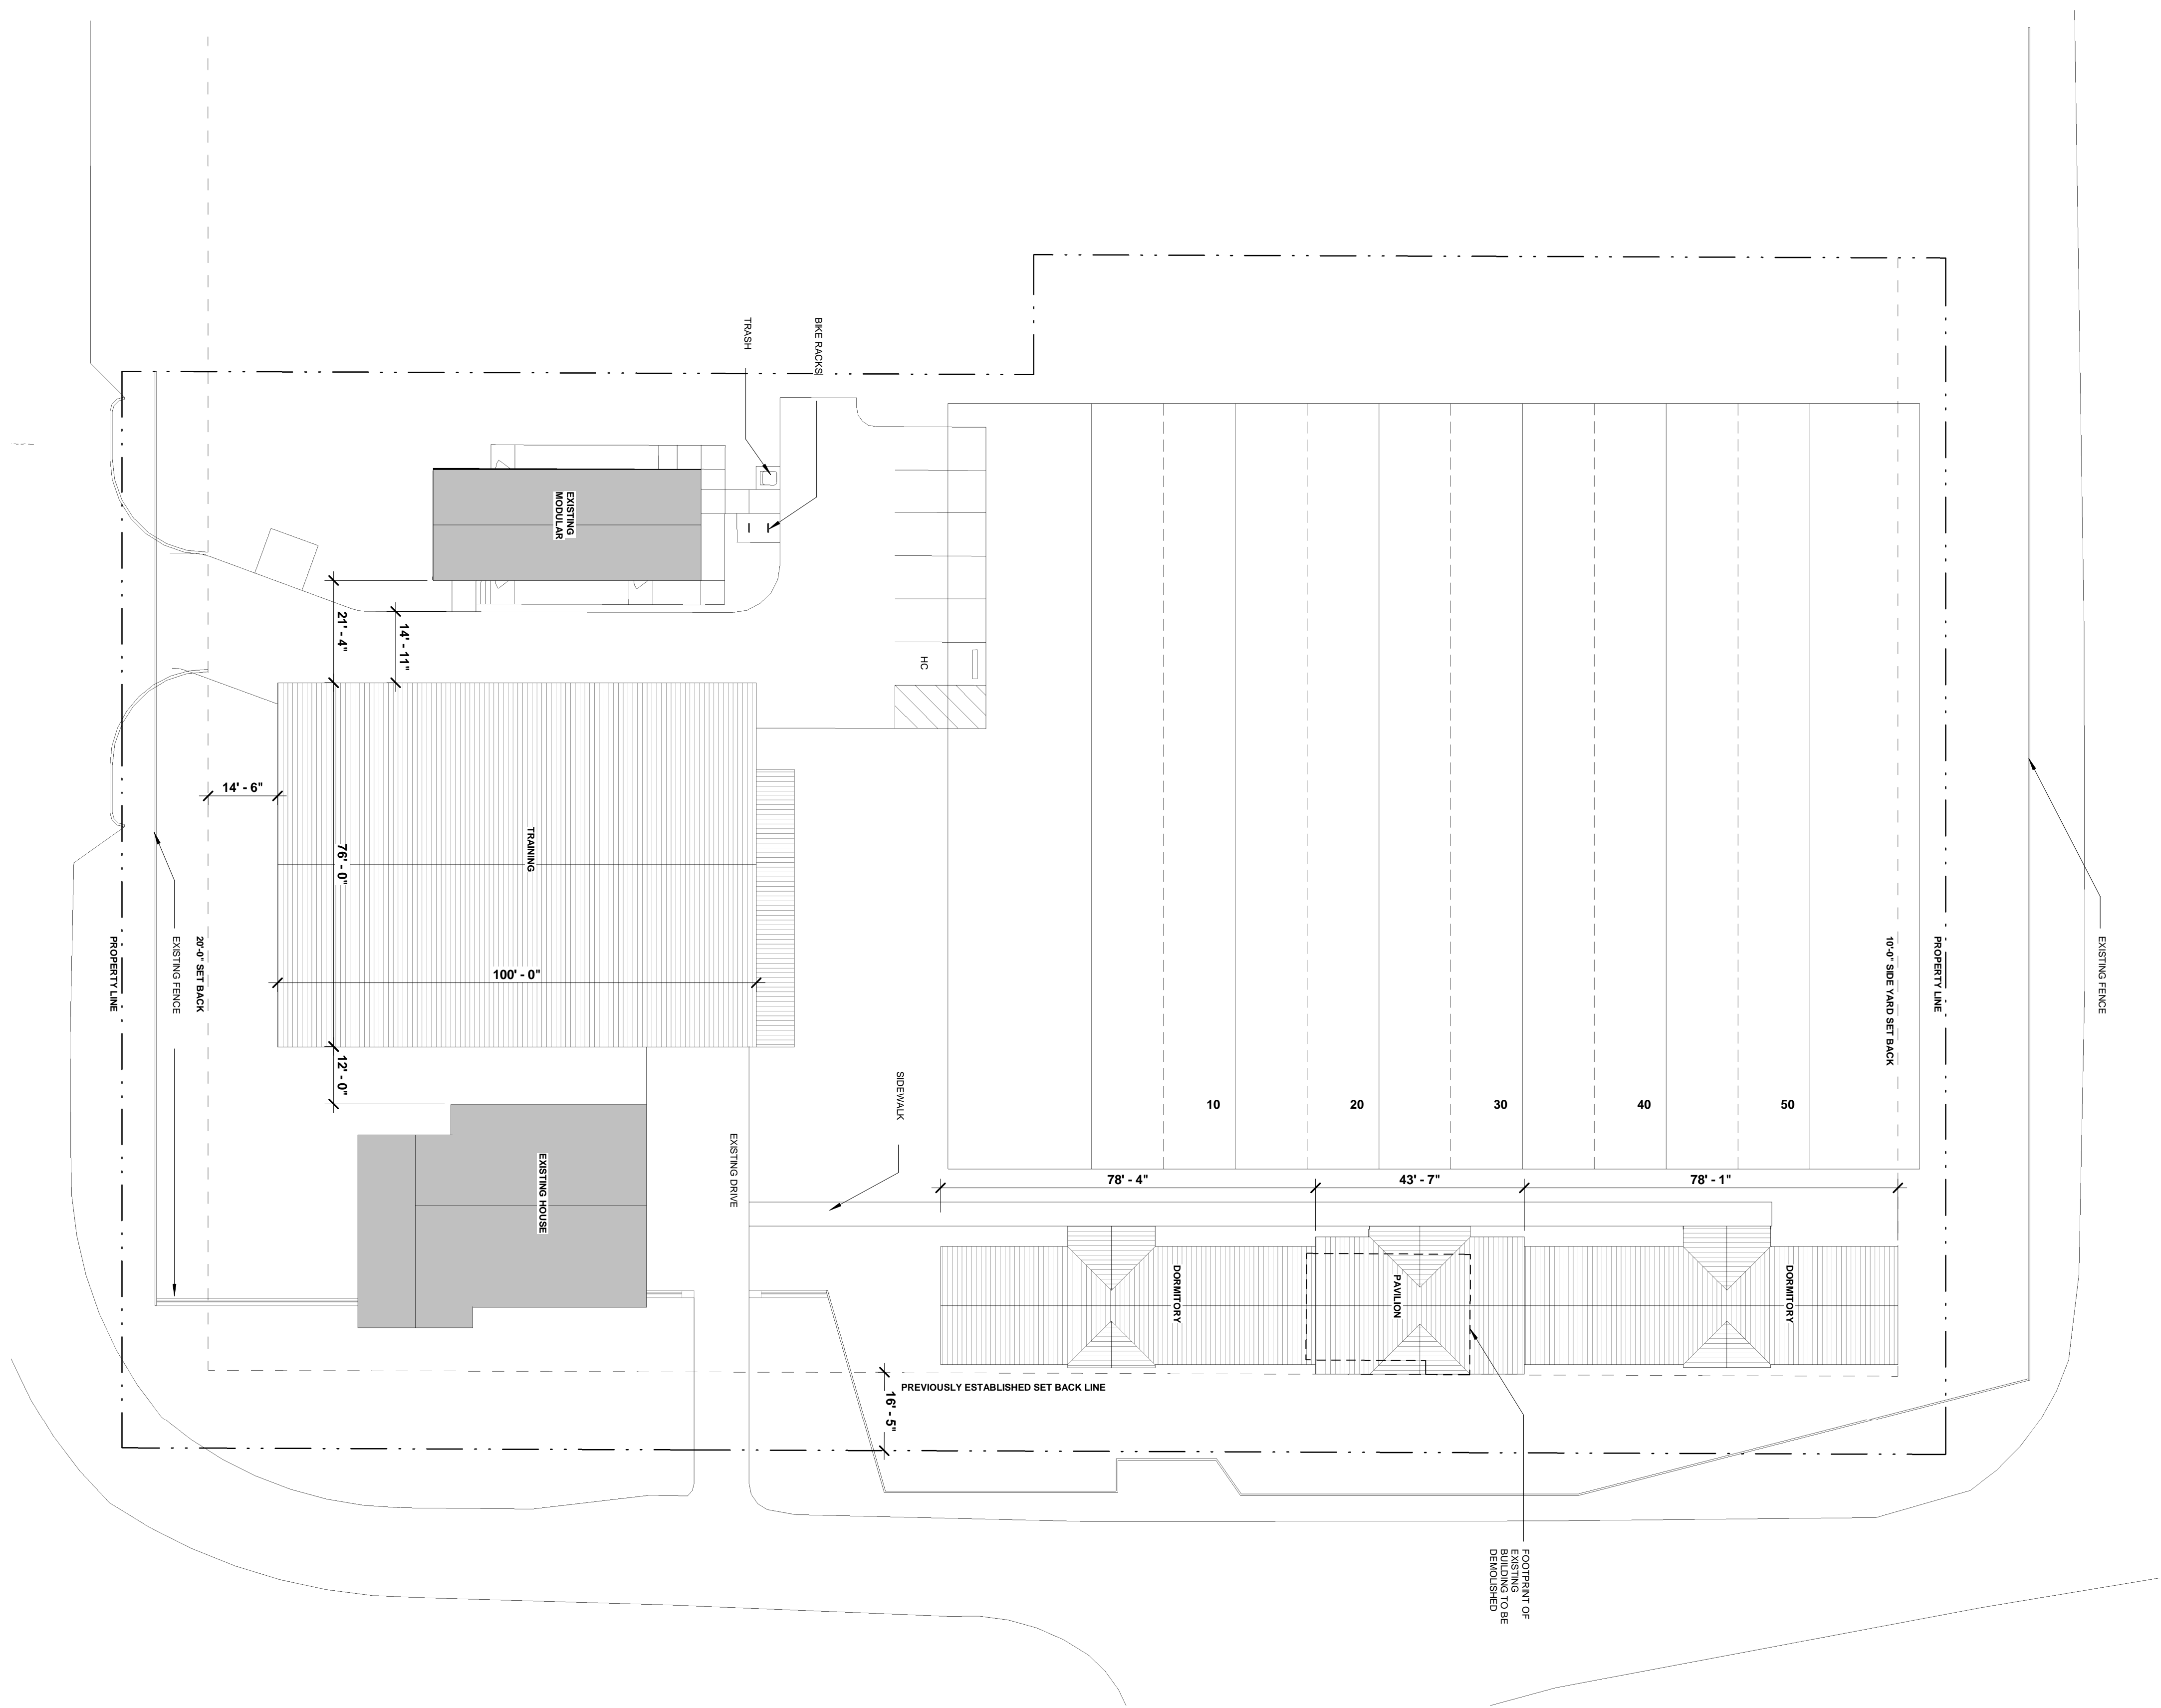 TRASH
BIKE RACKS
EXISTING
MODULAR
21' - 4"
14' - 11"
HC
14' - 6"
TRAINING
76' - 0"
100' - 0"
PROPERTY LINE
EXISTING FENCE
20'-0" SET BACK
10'-0" SIDE YARD SET BACK
PROPERTY LINE
EXISTING FENCE
12' - 0"
SIDEWALK
10
20
30
40
50
EXISTING HOUSE
EXISTING DRIVE
78' - 4"
43' - 7"
78' - 1"
DORMITORY
PAVILION
DORMITORY
PREVIOUSLY ESTABLISHED SET BACK LINE
16' - 5"
FOOTPRINT OF
EXISTING
BUILDING TO BE
DEMOLISHED